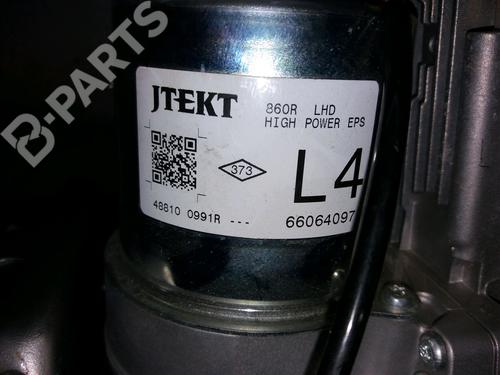 B-PARTS
JTEKT
860R LHD
HIGH POWER EPS
373
L4
48810 0991R ---
66064097